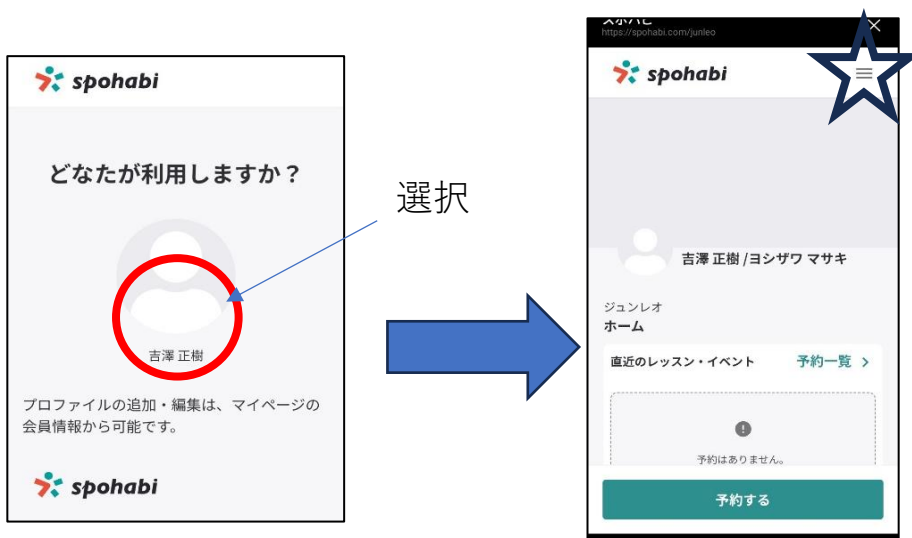 spohabi
どなたが利用しますか？
吉澤 正樹
プロファイルの追加・編集は、マイページの
会員情報から可能です。
spohabi
選択
https://spohabi.com/junleo
spohabi
吉澤 正樹 /ヨシザワ マサキ
ジュンレオ
ホーム
直近のレッスン・イベント 予約一覧
予約はありません。
予約する